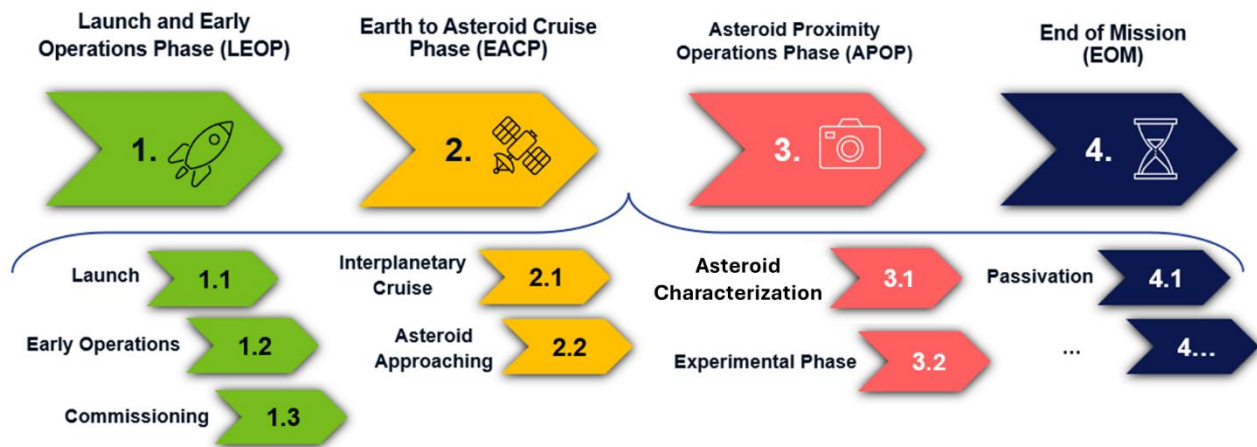 Launch and Early
Operations Phase (LEOP)
Earth to Asteroid Cruise
Phase (EACP)
Asteroid Proximity
Operations Phase (APOP)
End of Mission
(EOM)
1.
2.
3.
4.
Launch
1.1
Early Operations
1.2
Commissioning
1.3
Interplanetary
Cruise
2.1
Asteroid
Approaching
2.2
Asteroid
Characterization
3.1
Experimental Phase
3.2
Passivation
4.1
...
4...